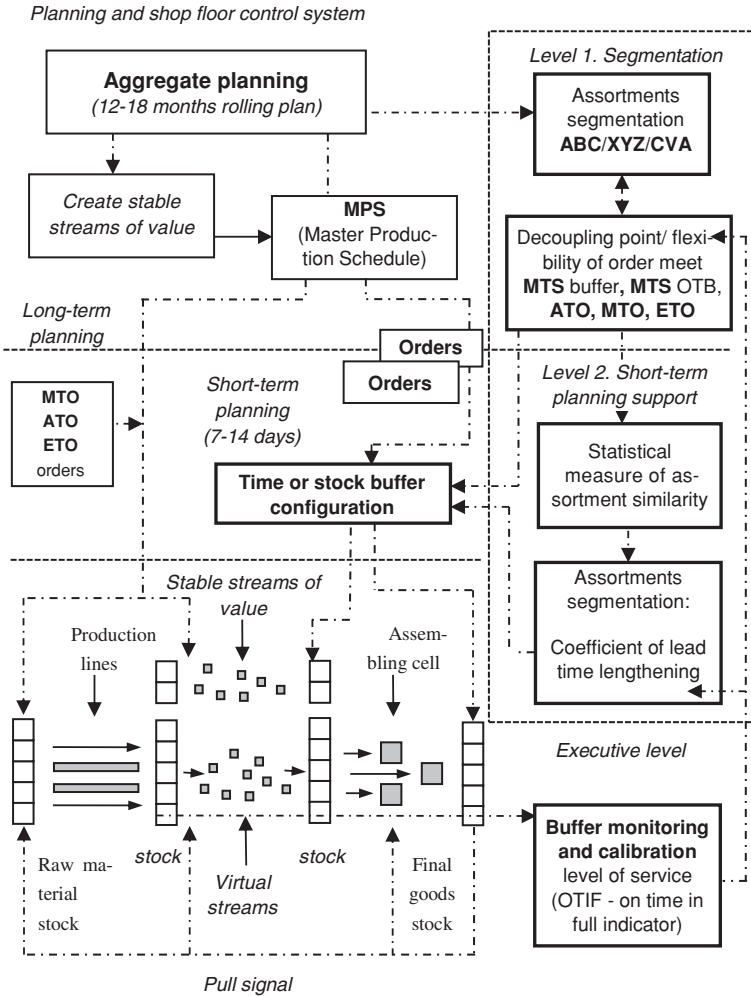 Planning and shop floor control system
Aggregate planning
(12-18 months rolling plan)
Create stable
streams of value
MPS
(Master Produc-
tion Schedule)
Long-term
planning
Level 1. Segmentation
Assortments
segmentation
ABC/XYZ/CVA
Decoupling point/ flexi-
bility of order meet
MTS buffer, MTS OTB,
ATO, MTO, ETO
Orders
Orders
MTO
ATO
ETO
orders
Short-term
planning
(7-14 days)
Time or stock buffer
configuration
Level 2. Short-term
planning support
Statistical
measure of as-
sortment similarity
Assortments
segmentation:
Coefficient of lead
time lengthening
Stable streams of
value
Production
lines
Assem-
bling cell
Executive level
Raw ma-
terial
stock
stock
Virtual
streams
stock
Final
goods
stock
Buffer monitoring
and calibration
level of service
(OTIF - on time in
full indicator)
Pull signal